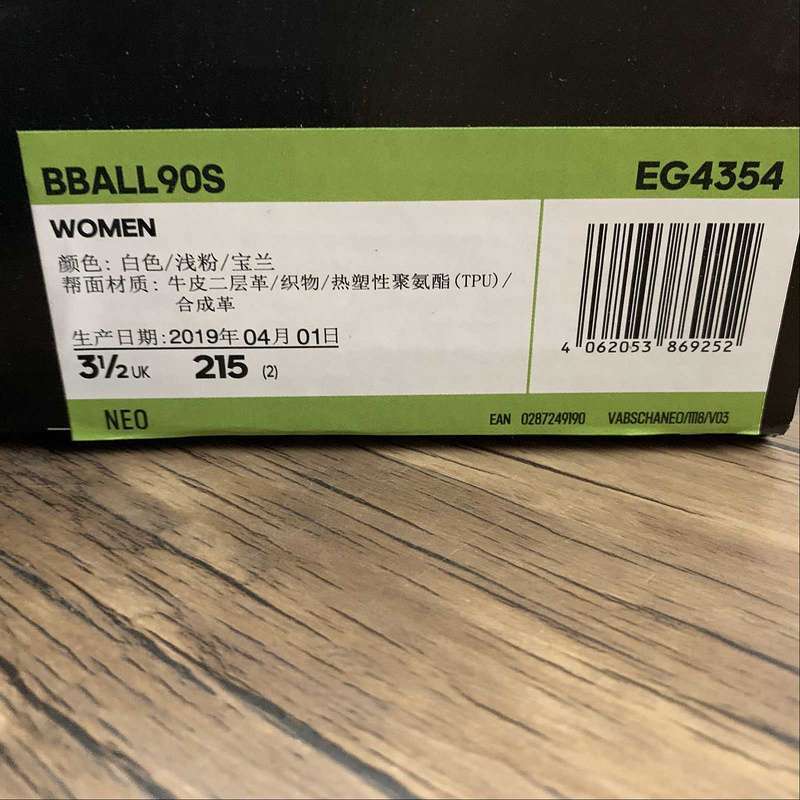 BBALL90S EG4354
WOMEN
颜色: 白色/浅粉/宝兰
帮面材质: 牛皮二层革/织物/热塑性聚氨酯(TPU)/
合成革
生产日期:2019年04月01日
3½ UK 215 (2)
4 062053 869252
NEO EAN 0287249190 VABSCHANEO/1118/V03